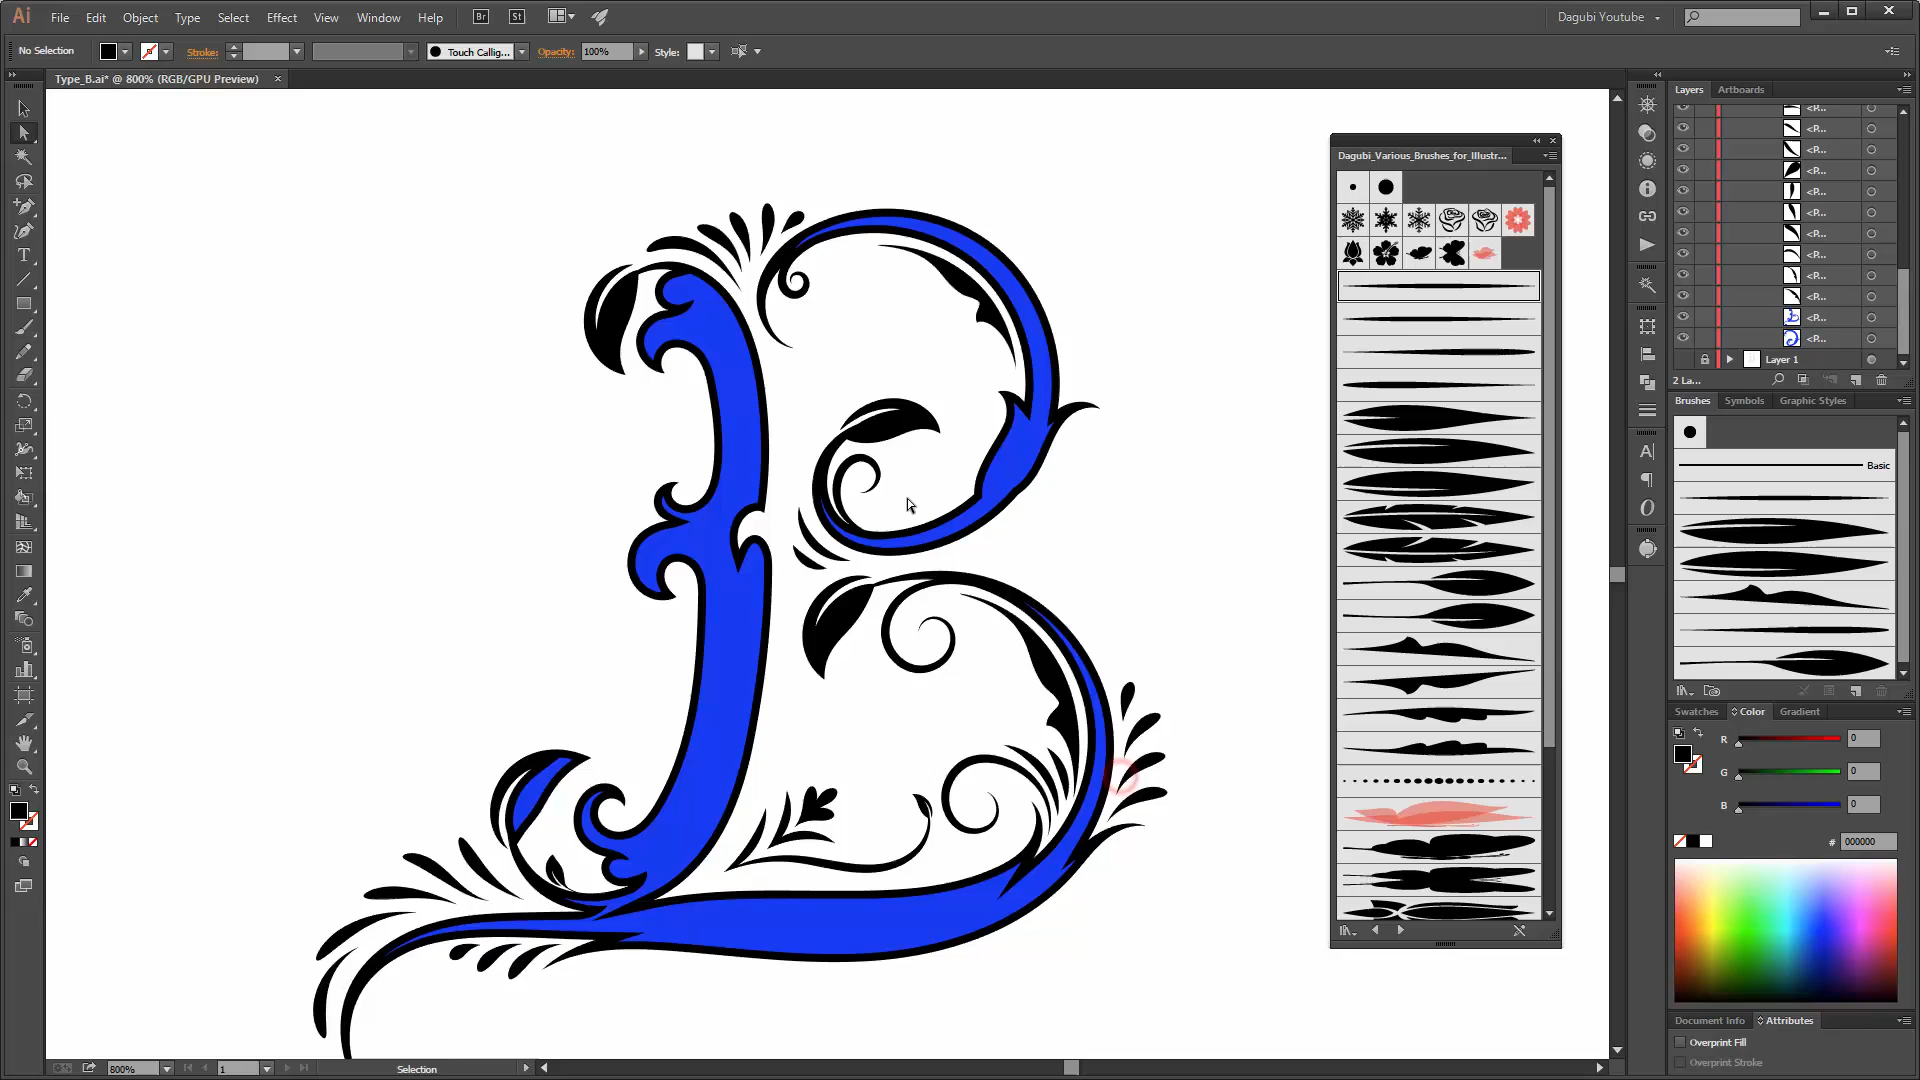 Ai File Edit Object Type Select Effect View Window Help Br St Dagubi Youtube
No Selection Stroke: Touch Callig... Opacity: 100% Style:
Type_B.ai* @ 800% (RGB/GPU Preview)
Layers Artboards
<P...
<P...
<P...
<P...
<P...
<P...
<P...
<P...
<P...
<P...
<P...
<P...
Layer 1
2 La...
Dagubi_Various_Brushes_for_Illustr...
Brushes Symbols Graphic Styles
Basic
Swatches Color Gradient
R 0
G 0
B 0
# 000000
Document Info Attributes
Overprint Fill
Overprint Stroke
800% 1 Selection